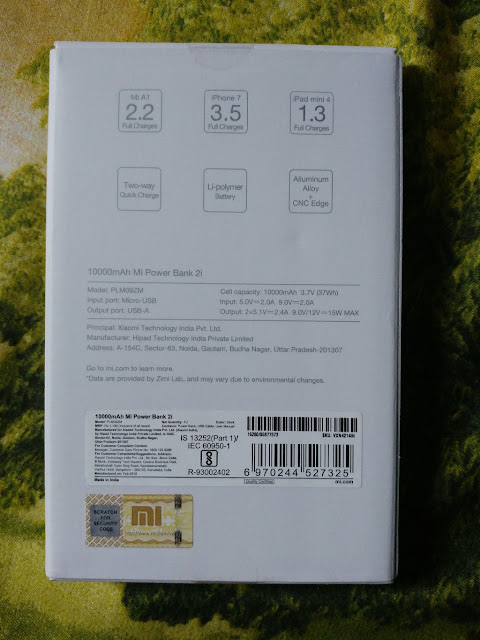 Mi A1
2.2
Full Charges
iPhone 7
3.5
Full Charges
iPad mini 4
1.3
Full Charges
Two-way
Quick Charge
Li-polymer
Battery
Alluminum
Alloy
+
CNC Edge
10000mAh Mi Power Bank 2i
Model: PLM09ZM
Input port: Micro-USB
Output port: USB-A
Cell capacity: 10000mAh 3.7V (37Wh)
Input: 5.0V⎓2.0A 9.0V⎓2.0A
Output: 2×5.1V⎓2.4A 9.0V/12V⎓15W MAX
Principal: Xiaomi Technology India Pvt. Ltd.
Manufacturer: Hipad Technology India Private Limited
Address: A-154C, Sector-63, Noida, Gautam, Budha Nagar, Uttar Pradesh-201307
Go to mi.com to learn more.
*Data are provided by Zimi Lab, and may vary due to environmental changes.
10000mAh Mi Power Bank 2i
Model: PLM09ZM
Made in India
IS 13252(Part 1)/
IEC 60950-1
R-93002402
6 970244 527325
Quality Certified
mi.com
SCRATCH
FOR
SECURITY
CODE
mi